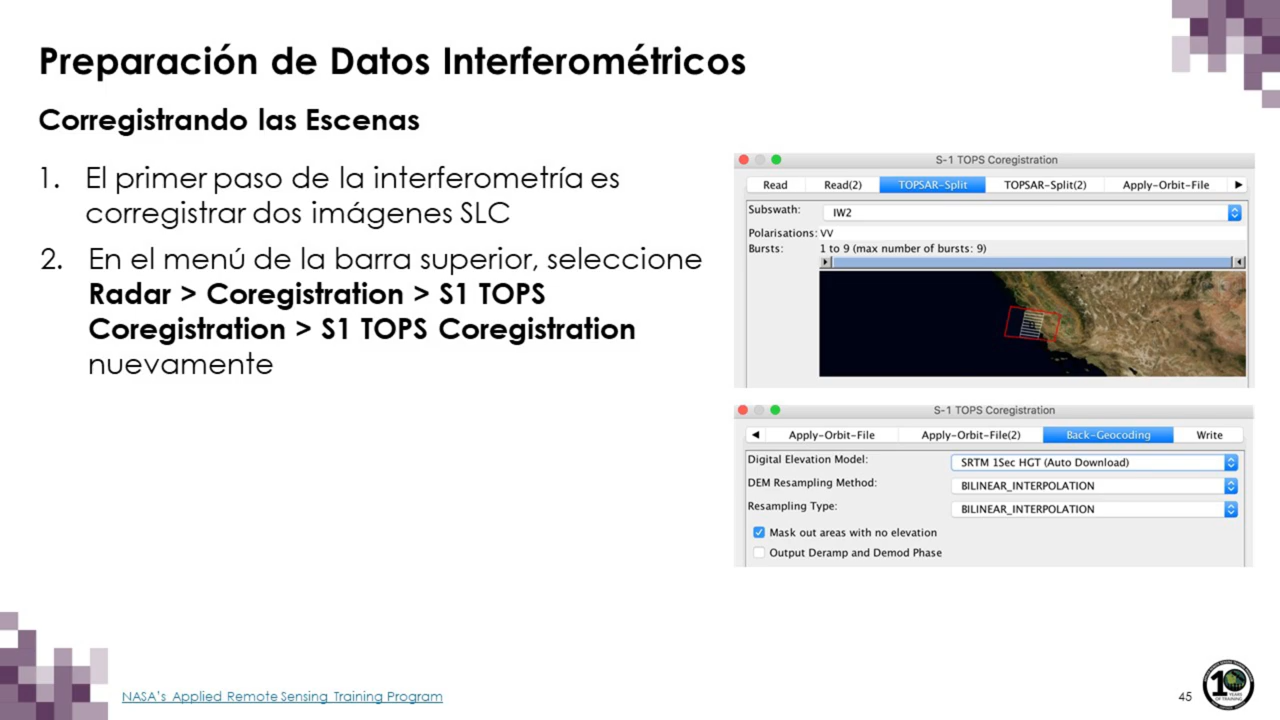 Preparación de Datos Interferométricos
Corregistrando las Escenas
1. El primer paso de la interferometría es
corregistrar dos imágenes SLC
2. En el menú de la barra superior, seleccione
Radar > Coregistration > S1 TOPS
Coregistration > S1 TOPS Coregistration
nuevamente
S-1 TOPS Coregistration
Read Read(2) TOPSAR-Split TOPSAR-Split(2) Apply-Orbit-File
Subswath: IW2
Polarisations: VV
Bursts: 1 to 9 (max number of bursts: 9)
S-1 TOPS Coregistration
Apply-Orbit-File Apply-Orbit-File(2) Back-Geocoding Write
Digital Elevation Model: SRTM 1Sec HGT (Auto Download)
DEM Resampling Method: BILINEAR_INTERPOLATION
Resampling Type: BILINEAR_INTERPOLATION
Mask out areas with no elevation
Output Deramp and Demod Phase
NASA's Applied Remote Sensing Training Program
45
10
YEARS
OF TRAINING